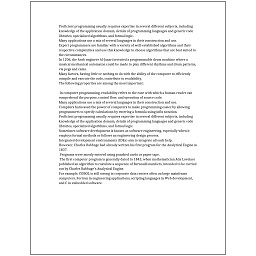 Proficient programming usually requires expertise in several different subjects, including
knowledge of the application domain, details of programming languages and generic code
libraries, specialized algorithms, and formal logic.
Many applications use a mix of several languages in their construction and use.
Expert programmers are familiar with a variety of well-established algorithms and their
respective complexities and use this knowledge to choose algorithms that are best suited to
the circumstances.
In 1206, the Arab engineer Al-Jazari invented a programmable drum machine where a
musical mechanical automaton could be made to play different rhythms and drum patterns,
via pegs and cams.
Many factors, having little or nothing to do with the ability of the computer to efficiently
compile and execute the code, contribute to readability.
The following properties are among the most important:

In computer programming, readability refers to the ease with which a human reader can
comprehend the purpose, control flow, and operation of source code.
Many applications use a mix of several languages in their construction and use.
Compilers harnessed the power of computers to make programming easier by allowing
programmers to specify calculations by entering a formula using infix notation.
Proficient programming usually requires expertise in several different subjects, including
knowledge of the application domain, details of programming languages and generic code
libraries, specialized algorithms, and formal logic.
Sometimes software development is known as software engineering, especially when it
employs formal methods or follows an engineering design process.
Integrated development environments (IDEs) aim to integrate all such help.
However, Charles Babbage had already written his first program for the Analytical Engine in
1837.
Programs were mostly entered using punched cards or paper tape.
The first computer program is generally dated to 1843, when mathematician Ada Lovelace
published an algorithm to calculate a sequence of Bernoulli numbers, intended to be carried
out by Charles Babbage's Analytical Engine.
For example, COBOL is still strong in corporate data centers often on large mainframe
computers, Fortran in engineering applications, scripting languages in Web development,
and C in embedded software.